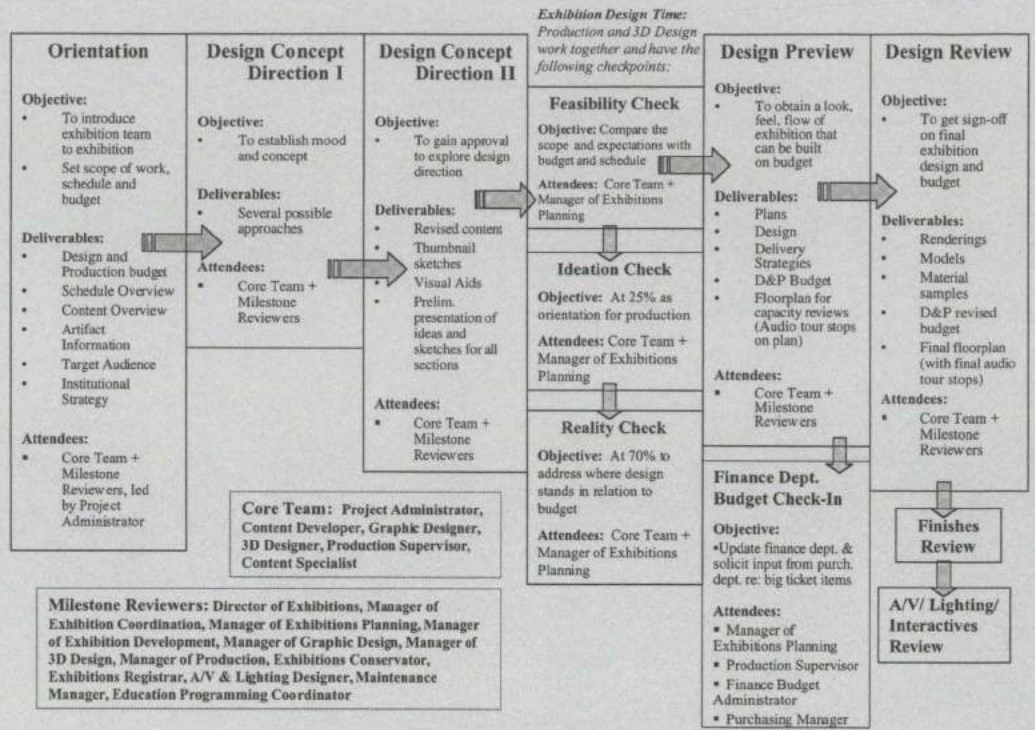 Orientation
Objective:
• To introduce
exhibition team
to exhibition
• Set scope of work,
schedule and
budget
Deliverables:
• Design and
Production budget
• Schedule Overview
• Content Overview
• Artifact
Information
• Target Audience
• Institutional
Strategy
Attendees:
▪ Core Team +
Milestone
Reviewers, led
by Project
Administrator
Design Concept
Direction I
Objective:
• To establish mood
and concept
Deliverables:
• Several possible
approaches
Attendees:
▪ Core Team +
Milestone
Reviewers
Design Concept
Direction II
Objective:
• To gain approval
to explore design
direction
Deliverables:
• Revised content
• Thumbnail
sketches
• Visual Aids
• Prelim.
presentation of
ideas and
sketches for all
sections
Attendees:
▪ Core Team +
Milestone
Reviewers
Exhibition Design Time:
Production and 3D Design
work together and have the
following checkpoints:
Feasibility Check
Objective: Compare the
scope and expectations with
budget and schedule
Attendees: Core Team +
Manager of Exhibitions
Planning
Ideation Check
Objective: At 25% as
orientation for production
Attendees: Core Team +
Manager of Exhibitions
Planning
Reality Check
Objective: At 70% to
address where design
stands in relation to
budget
Attendees: Core Team +
Manager of Exhibitions
Planning
Design Preview
Objective:
• To obtain a look,
feel, flow of
exhibition that
can be built
on budget
Deliverables:
• Plans
• Design
• Delivery
Strategies
• D&P Budget
• Floorplan for
capacity reviews
(Audio tour stops
on plan)
Attendees:
▪ Core Team +
Milestone
Reviewers
Finance Dept.
Budget Check-In
Objective:
•Update finance dept. &
solicit input from purch.
dept. re: big ticket items
Attendees:
▪ Manager of
Exhibitions Planning
▪ Production Supervisor
▪ Finance Budget
Administrator
▪ Purchasing Manager
Design Review
Objective:
• To get sign-off
on final
exhibition
design and
budget
Deliverables:
• Renderings
• Models
• Material
samples
• D&P revised
budget
• Final floorplan
(with final audio
tour stops)
Attendees:
▪ Core Team +
Milestone
Reviewers
Finishes
Review
A/V/ Lighting/
Interactives
Review
Core Team: Project Administrator,
Content Developer, Graphic Designer,
3D Designer, Production Supervisor,
Content Specialist
Milestone Reviewers: Director of Exhibitions, Manager of
Exhibition Coordination, Manager of Exhibitions Planning, Manager
of Exhibition Development, Manager of Graphic Design, Manager of
3D Design, Manager of Production, Exhibitions Conservator,
Exhibitions Registrar, A/V & Lighting Designer, Maintenance
Manager, Education Programming Coordinator